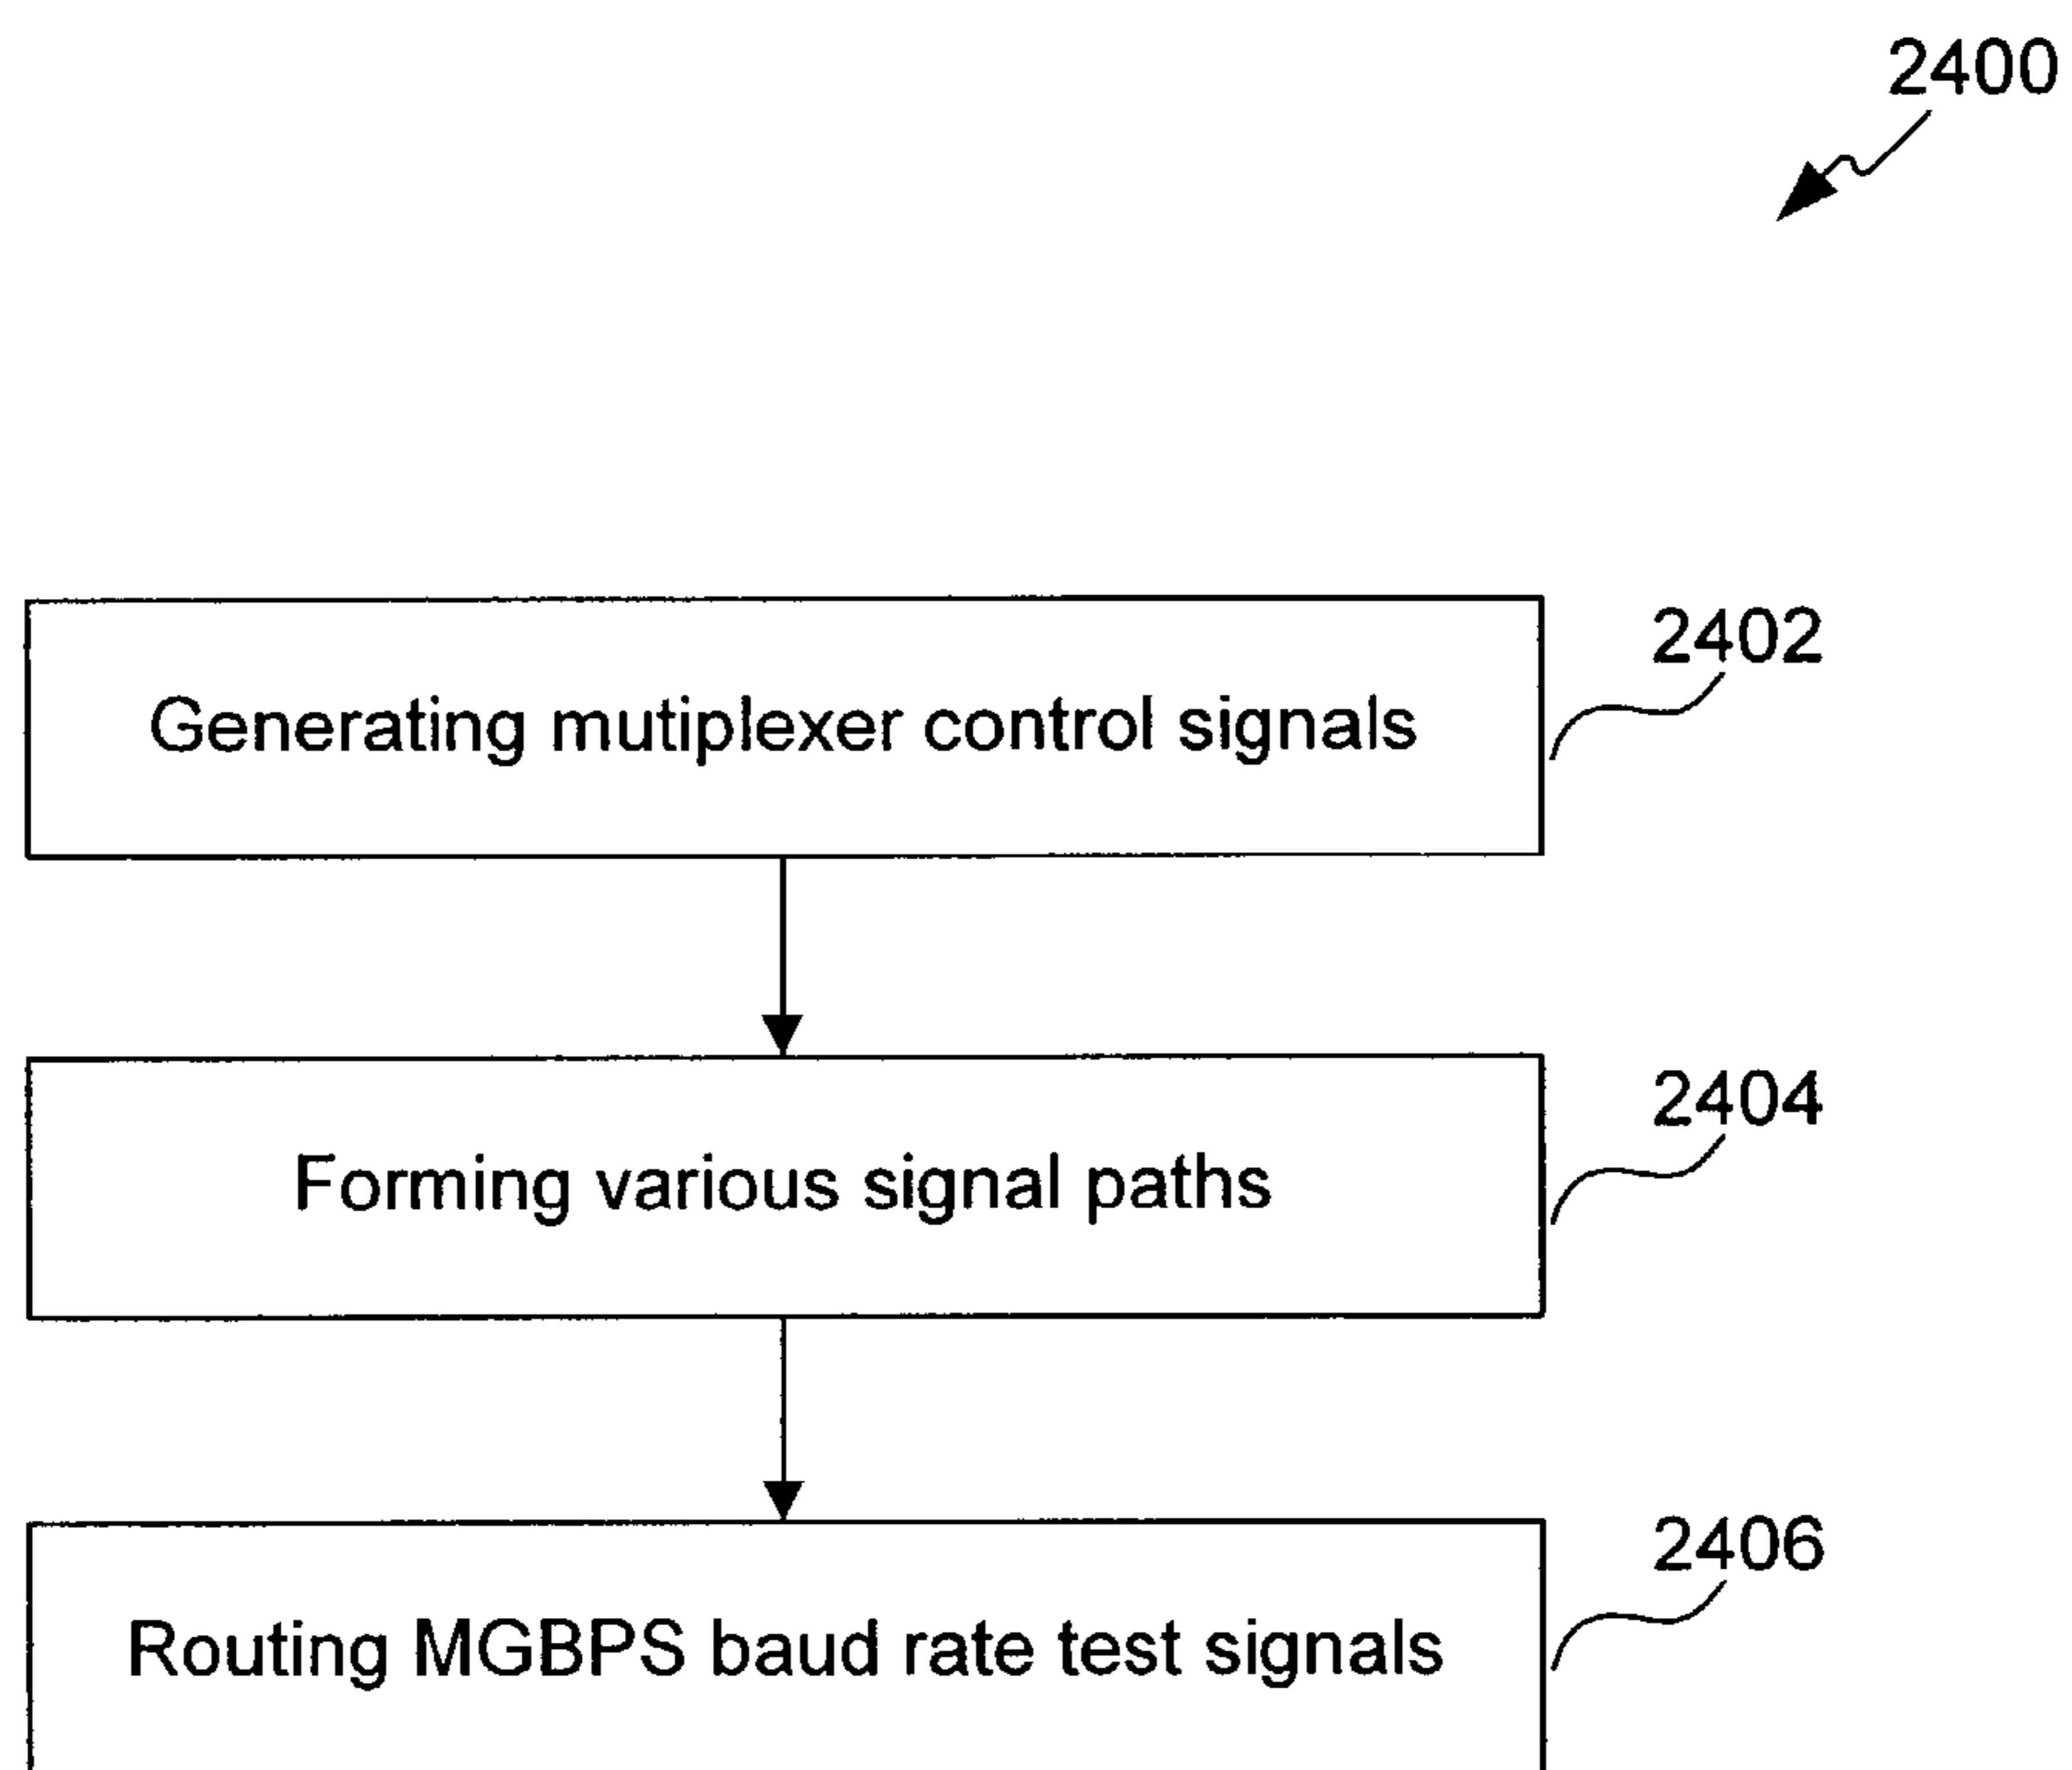 2400
2402
Generating mutiplexer control signals
2404
Forming various signal paths
2406
Routing MGBPS baud rate test signals